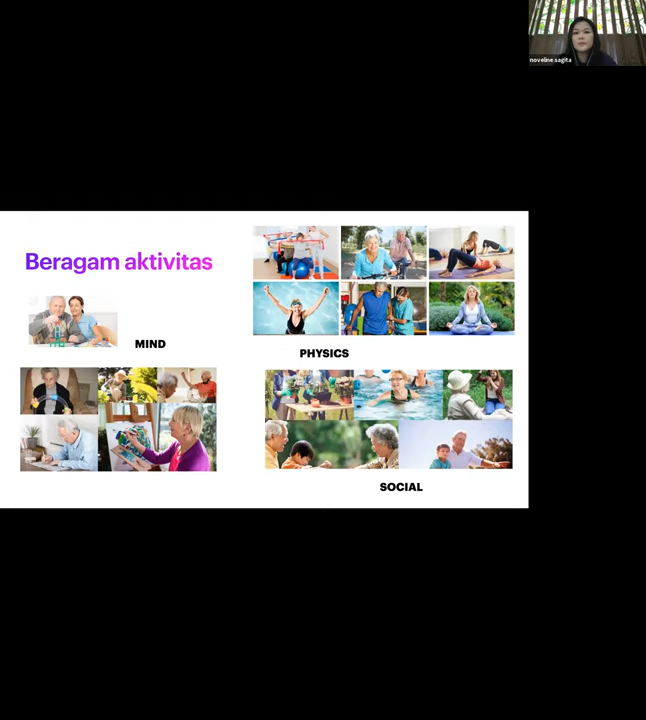 noveline sagita
Beragam aktivitas
MIND
PHYSICS
SOCIAL